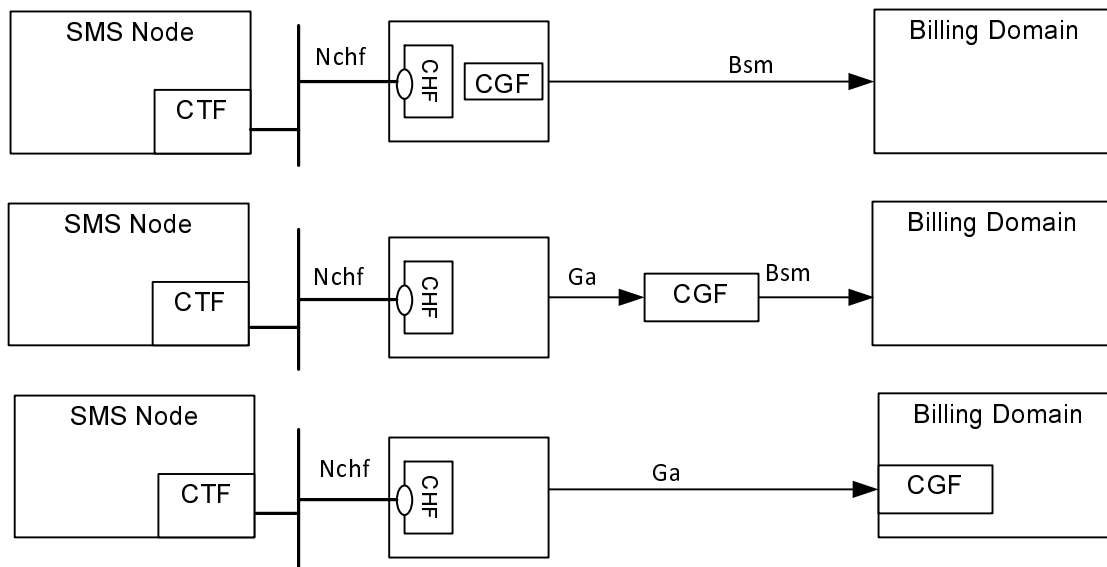 SMS Node
CTF
Nchf
CHF
CGF
Bsm
Billing Domain
SMS Node
CTF
Nchf
CHF
Ga
CGF
Bsm
Billing Domain
SMS Node
CTF
Nchf
CHF
Ga
Billing Domain
CGF